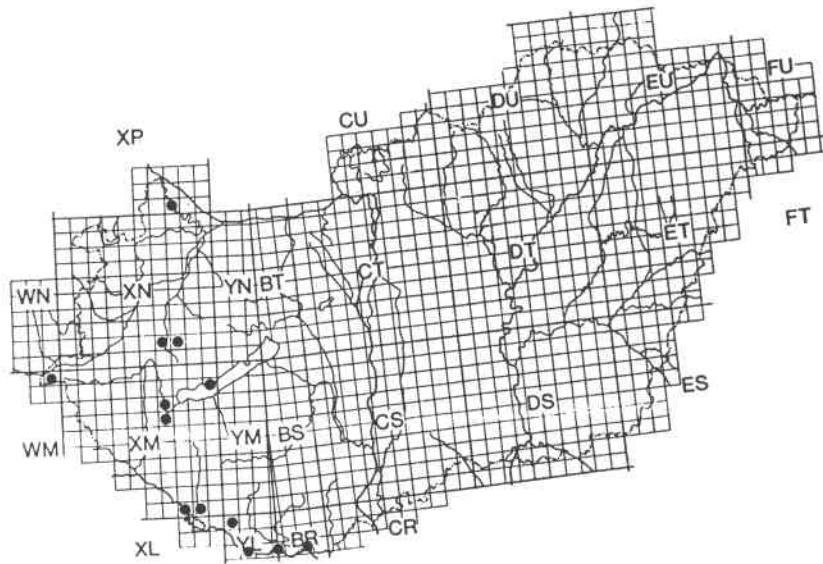 FU
EU
DU
CU
XP
FT
ET
DT
CT
BT
YN
XN
WN
ES
DS
CS
BS
YM
XM
WM
CR
BR
YL
XL